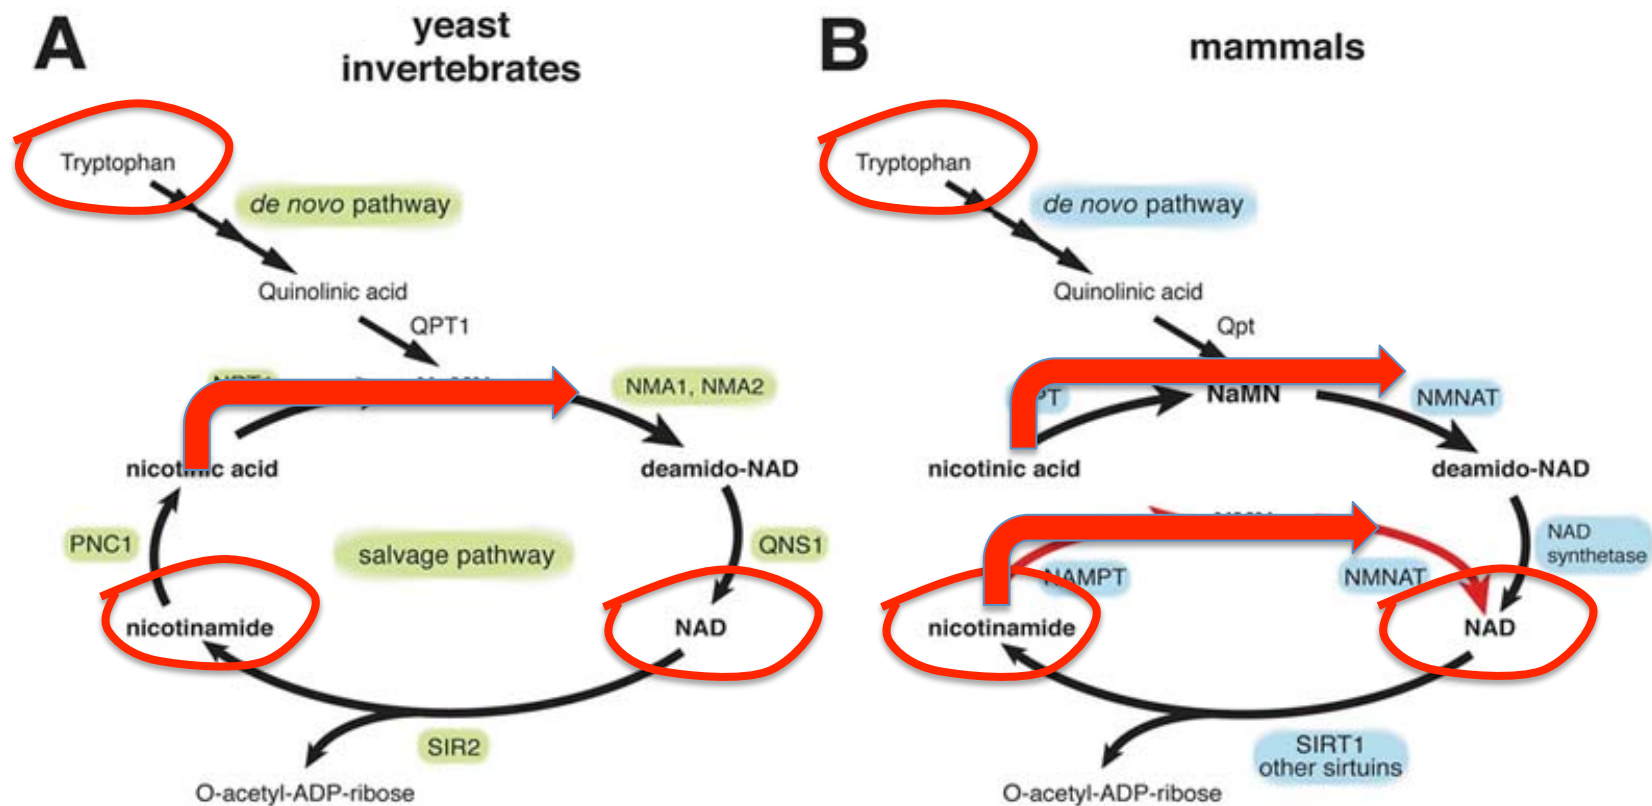 A
yeast
invertebrates
Tryptophan
de novo pathway
Quinolinic acid
QPT1
NMA1, NMA2
nicotinic acid
deamido-NAD
PNC1
salvage pathway
QNS1
nicotinamide
NAD
SIR2
O-acetyl-ADP-ribose
B
mammals
Tryptophan
de novo pathway
Quinolinic acid
Qpt
NaMN
NMNAT
nicotinic acid
deamido-NAD
NAD
synthetase
NAMPT
NMNAT
nicotinamide
NAD
SIRT1
other sirtuins
O-acetyl-ADP-ribose